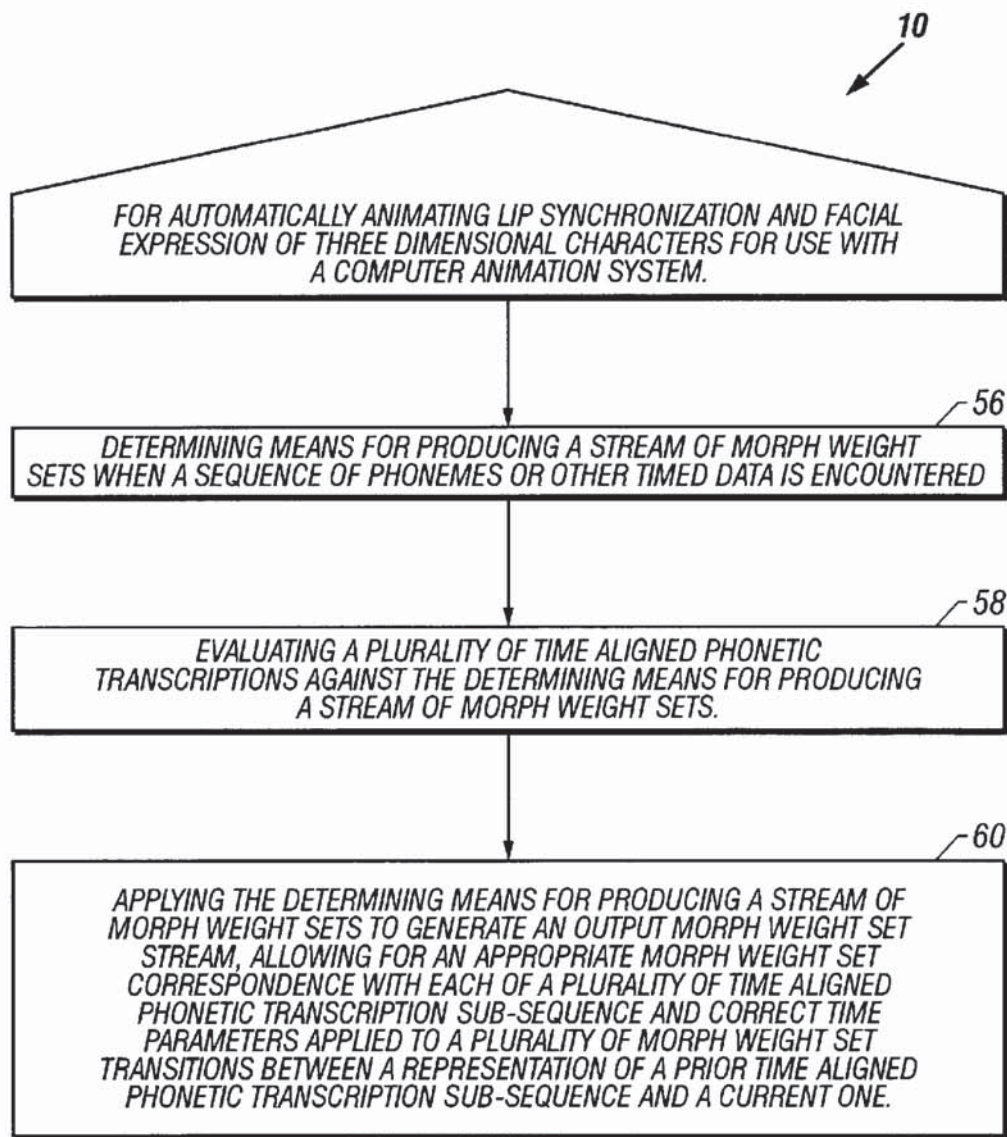 10
FOR AUTOMATICALLY ANIMATING LIP SYNCHRONIZATION AND FACIAL
EXPRESSION OF THREE DIMENSIONAL CHARACTERS FOR USE WITH
A COMPUTER ANIMATION SYSTEM.
56
DETERMINING MEANS FOR PRODUCING A STREAM OF MORPH WEIGHT
SETS WHEN A SEQUENCE OF PHONEMES OR OTHER TIMED DATA IS ENCOUNTERED
58
EVALUATING A PLURALITY OF TIME ALIGNED PHONETIC
TRANSCRIPTIONS AGAINST THE DETERMINING MEANS FOR PRODUCING
A STREAM OF MORPH WEIGHT SETS.
60
APPLYING THE DETERMINING MEANS FOR PRODUCING A STREAM OF
MORPH WEIGHT SETS TO GENERATE AN OUTPUT MORPH WEIGHT SET
STREAM, ALLOWING FOR AN APPROPRIATE MORPH WEIGHT SET
CORRESPONDENCE WITH EACH OF A PLURALITY OF TIME ALIGNED
PHONETIC TRANSCRIPTION SUB-SEQUENCE AND CORRECT TIME
PARAMETERS APPLIED TO A PLURALITY OF MORPH WEIGHT SET
TRANSITIONS BETWEEN A REPRESENTATION OF A PRIOR TIME ALIGNED
PHONETIC TRANSCRIPTION SUB-SEQUENCE AND A CURRENT ONE.